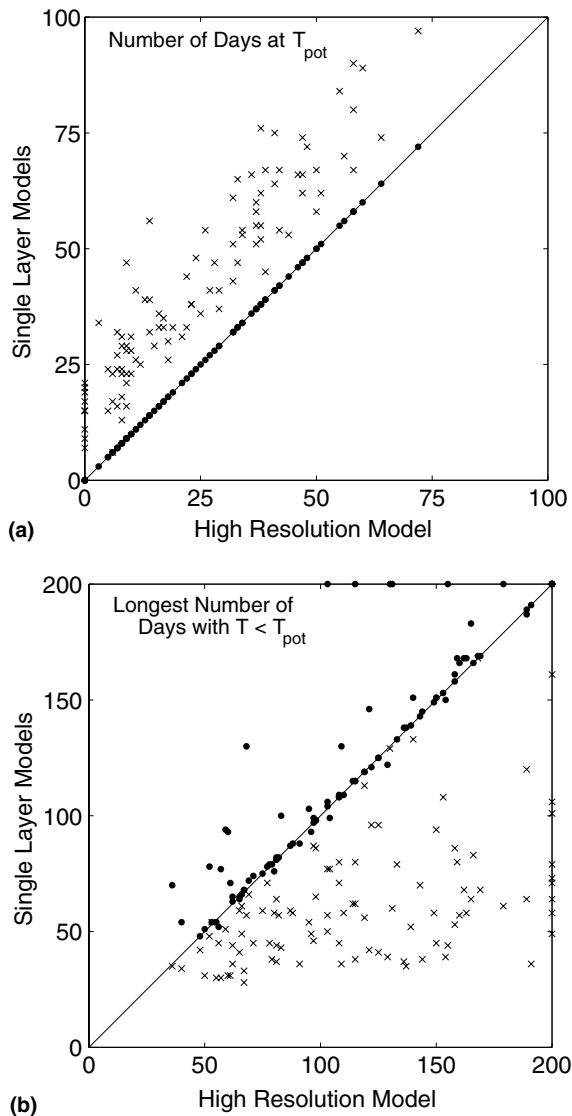 100
Number of Days at Tpot
75
Single Layer Models
50
25
0
0 25 50 75 100
(a)
High Resolution Model
200
Longest Number of
Days with T < Tpot
150
Single Layer Models
100
50
0
0 50 100 150 200
(b)
High Resolution Model